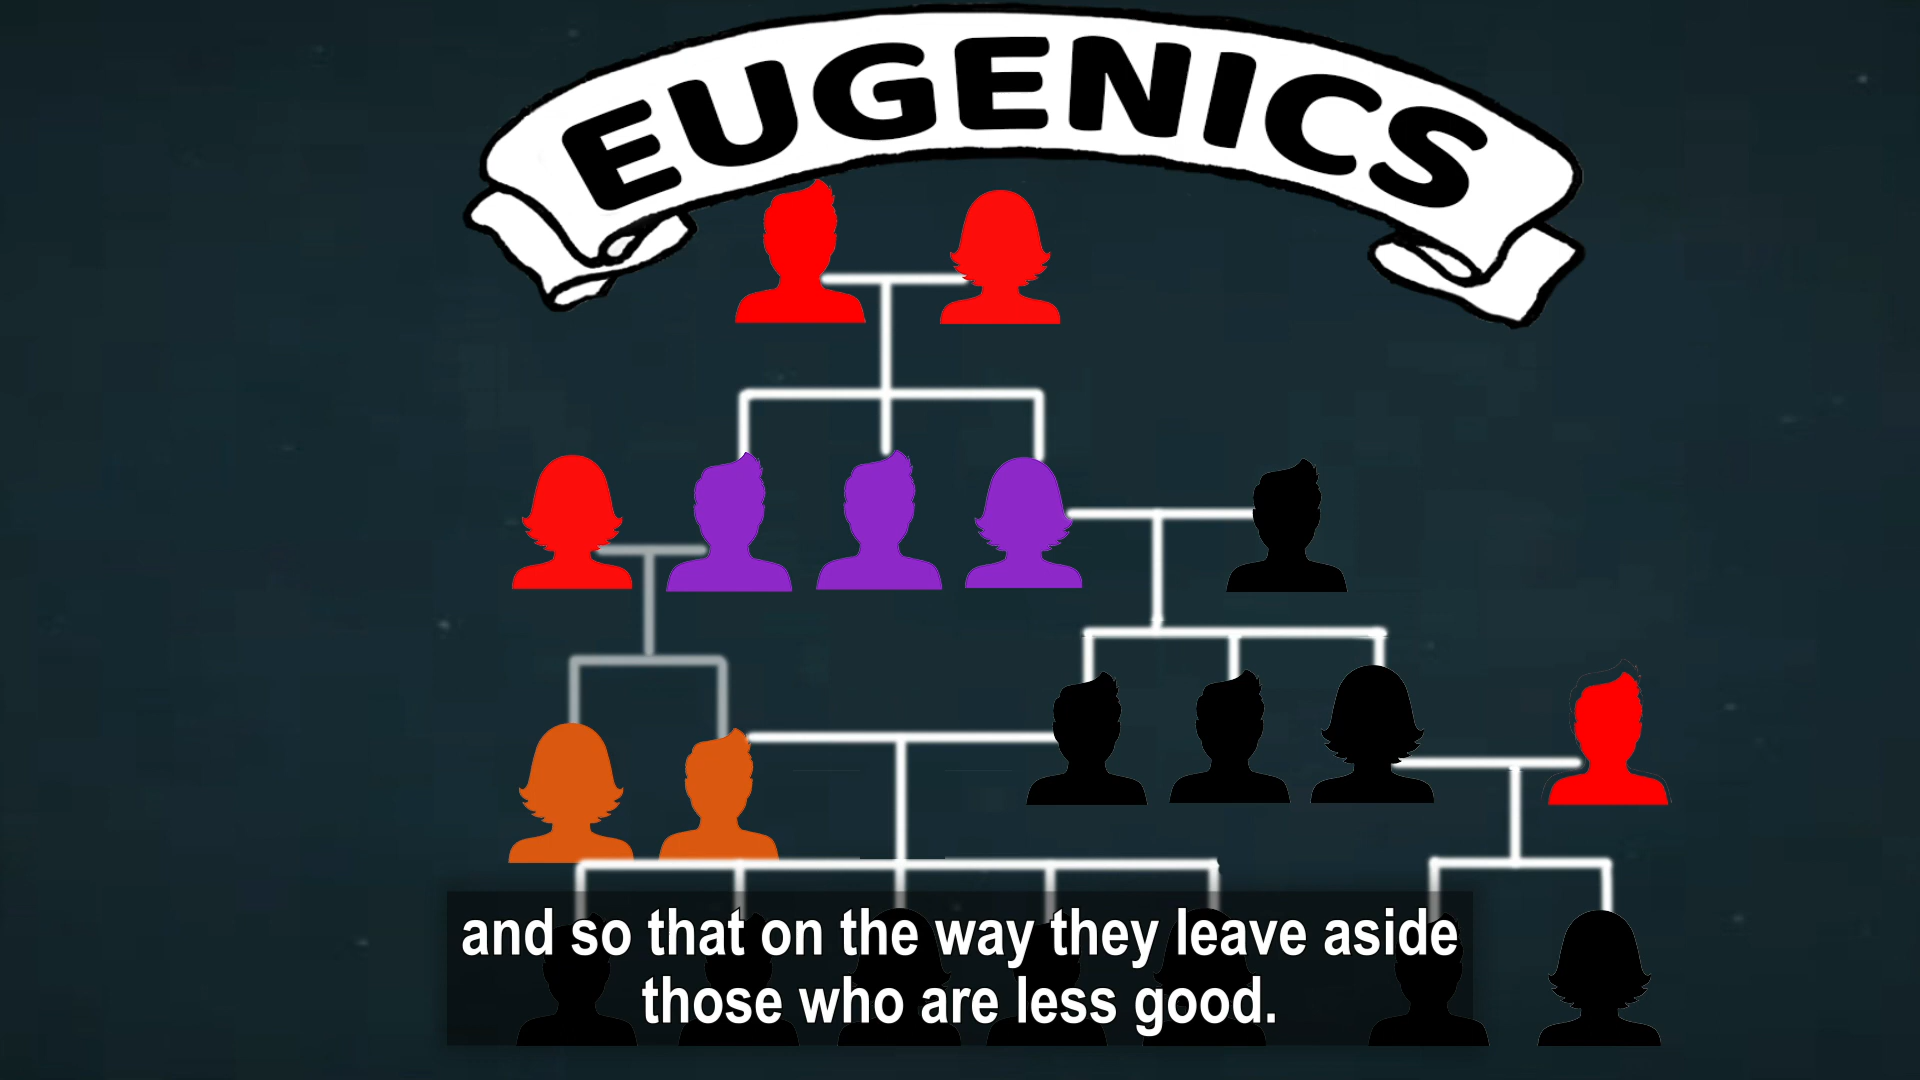 EUGENICS
and so that on the way they leave aside
those who are less good.